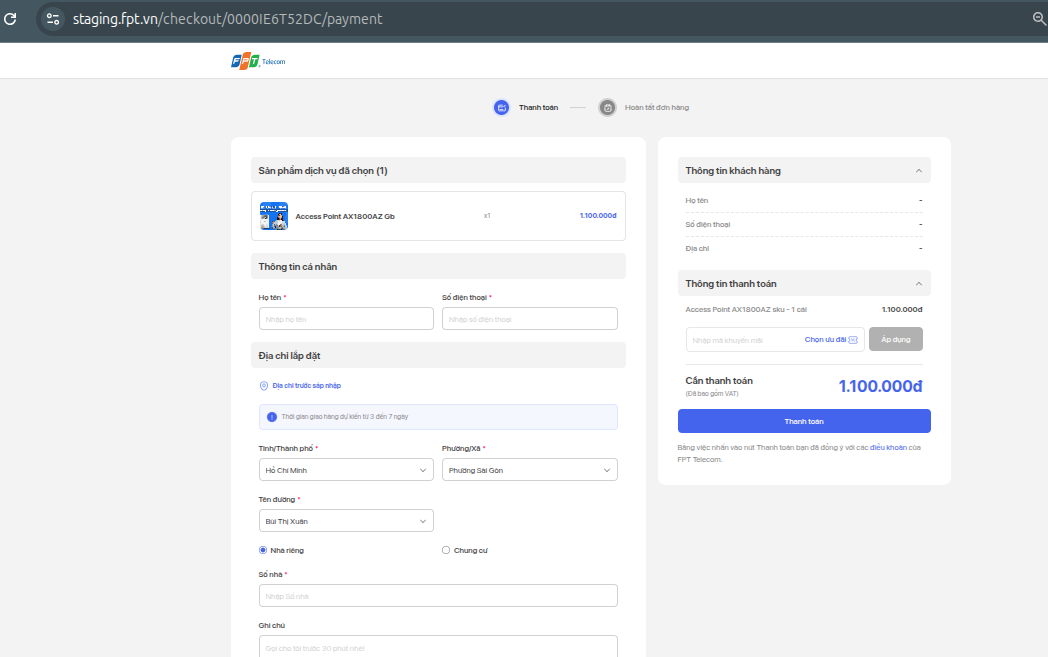 staging.fpt.vn/checkout/0000IE6T52DC/payment
FPT Telecom
Thanh toán
Hoàn tất đơn hàng
Sản phẩm dịch vụ đã chọn (1)
Access Point AX1800AZ Gb
x1
1.100.000đ
Thông tin cá nhân
Họ tên *
Số điện thoại *
Nhập họ tên
Nhập số điện thoại
Địa chỉ lắp đặt
Địa chỉ trước sáp nhập
Thời gian giao hàng dự kiến từ 3 đến 7 ngày
Tỉnh/Thành phố *
Phường/Xã *
Hồ Chí Minh
Phường Sài Gòn
Tên đường *
Bùi Thị Xuân
Nhà riêng
Chung cư
Số nhà *
Nhập Số nhà
Ghi chú
Gọi cho tôi trước 30 phút nhé!
Thông tin khách hàng
Họ tên -
Số điện thoại -
Địa chỉ -
Thông tin thanh toán
Access Point AX1800AZ sku - 1 cái 1.100.000đ
Nhập mã khuyến mãi Chọn ưu đãi Áp dụng
Cần thanh toán 1.100.000đ
(Đã bao gồm VAT)
Thanh toán
Bằng việc nhấn vào nút Thanh toán bạn đã đồng ý với các điều khoản của
FPT Telecom.